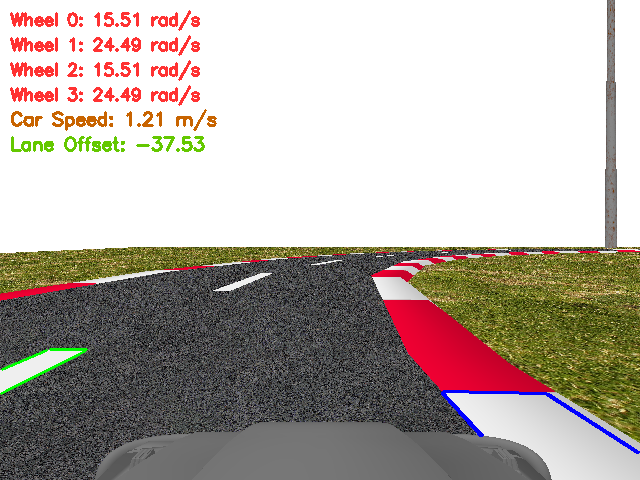 Wheel 0: 15.51 rad/s
Wheel 1: 24.49 rad/s
Wheel 2: 15.51 rad/s
Wheel 3: 24.49 rad/s
Car Speed: 1.21 m/s
Lane Offset: -37.53